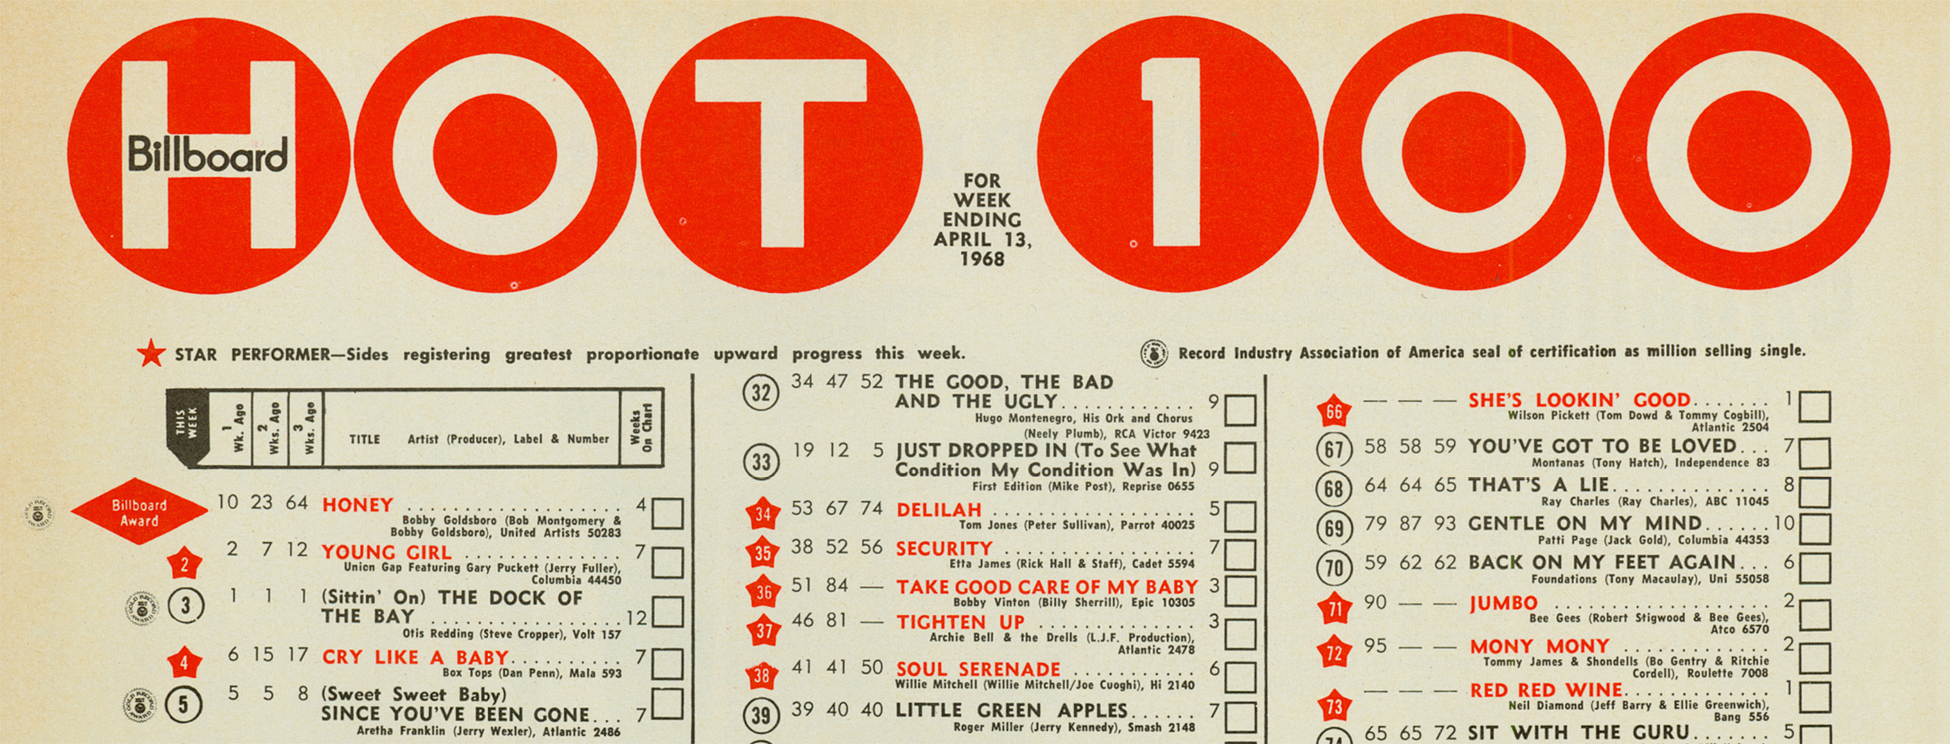 HOT 100
Billboard
FOR
WEEK
ENDING
APRIL 13,
1968
STAR PERFORMER—Sides registering greatest proportionate upward progress this week.
Record Industry Association of America seal of certification as million selling single.
THIS WEEK
1 Wk. Ago
2 Wks. Ago
3 Wks. Ago
TITLE Artist (Producer), Label & Number
Weeks On Chart
Billboard
Award
10 23 64 HONEY . . . . . . . . . . . . . . . . . . . . 4
Bobby Goldsboro (Bob Montgomery &
Bobby Goldsboro), United Artists 50283
2 2 7 12 YOUNG GIRL . . . . . . . . . . . . . . . 7
Union Gap Featuring Gary Puckett (Jerry Fuller),
Columbia 44450
3 1 1 1 (Sittin' On) THE DOCK OF
THE BAY . . . . . . . . . . . . . . . . . . 12
Otis Redding (Steve Cropper), Volt 157
4 6 15 17 CRY LIKE A BABY. . . . . . . . . . 7
Box Tops (Dan Penn), Mala 593
5 5 5 8 (Sweet Sweet Baby)
SINCE YOU'VE BEEN GONE. . . 7
Aretha Franklin (Jerry Wexler), Atlantic 2486
32 34 47 52 THE GOOD, THE BAD
AND THE UGLY. . . . . . . . . . . 9
Hugo Montenegro, His Ork and Chorus
(Neely Plumb), RCA Victor 9423
33 19 12 5 JUST DROPPED IN (To See What
Condition My Condition Was In) 9
First Edition (Mike Post), Reprise 0655
34 53 67 74 DELILAH . . . . . . . . . . . . . . . . . 5
Tom Jones (Peter Sullivan), Parrot 40025
35 38 52 56 SECURITY . . . . . . . . . . . . . . . . 7
Etta James (Rick Hall & Staff), Cadet 5594
36 51 84 — TAKE GOOD CARE OF MY BABY 3
Bobby Vinton (Billy Sherrill), Epic 10305
37 46 81 — TIGHTEN UP . . . . . . . . . . . . . . 3
Archie Bell & the Drells (L.J.F. Production),
Atlantic 2478
38 41 41 50 SOUL SERENADE . . . . . . . . . . . 6
Willie Mitchell (Willie Mitchell/Joe Cuoghi), Hi 2140
39 39 40 40 LITTLE GREEN APPLES. . . . . . 7
Roger Miller (Jerry Kennedy), Smash 2148
66 — — — SHE'S LOOKIN' GOOD. . . . . . . 1
Wilson Pickett (Tom Dowd & Tommy Cogbill),
Atlantic 2504
67 58 58 59 YOU'VE GOT TO BE LOVED. . . 7
Montanas (Tony Hatch), Independence 83
68 64 64 65 THAT'S A LIE. . . . . . . . . . . . . . 8
Ray Charles (Ray Charles), ABC 11045
69 79 87 93 GENTLE ON MY MIND. . . . . . 10
Patti Page (Jack Gold), Columbia 44353
70 59 62 62 BACK ON MY FEET AGAIN. . . . 6
Foundations (Tony Macaulay), Uni 55058
71 90 — — JUMBO . . . . . . . . . . . . . . . . . . 2
Bee Gees (Robert Stigwood & Bee Gees),
Atco 6570
72 95 — — MONY MONY . . . . . . . . . . . . . 2
Tommy James & Shondells (Bo Gentry & Ritchie
Cordell), Roulette 7008
73 — — — RED RED WINE. . . . . . . . . . . . 1
Neil Diamond (Jeff Barry & Ellie Greenwich),
Bang 556
74 65 65 72 SIT WITH THE GURU. . . . . . . 5